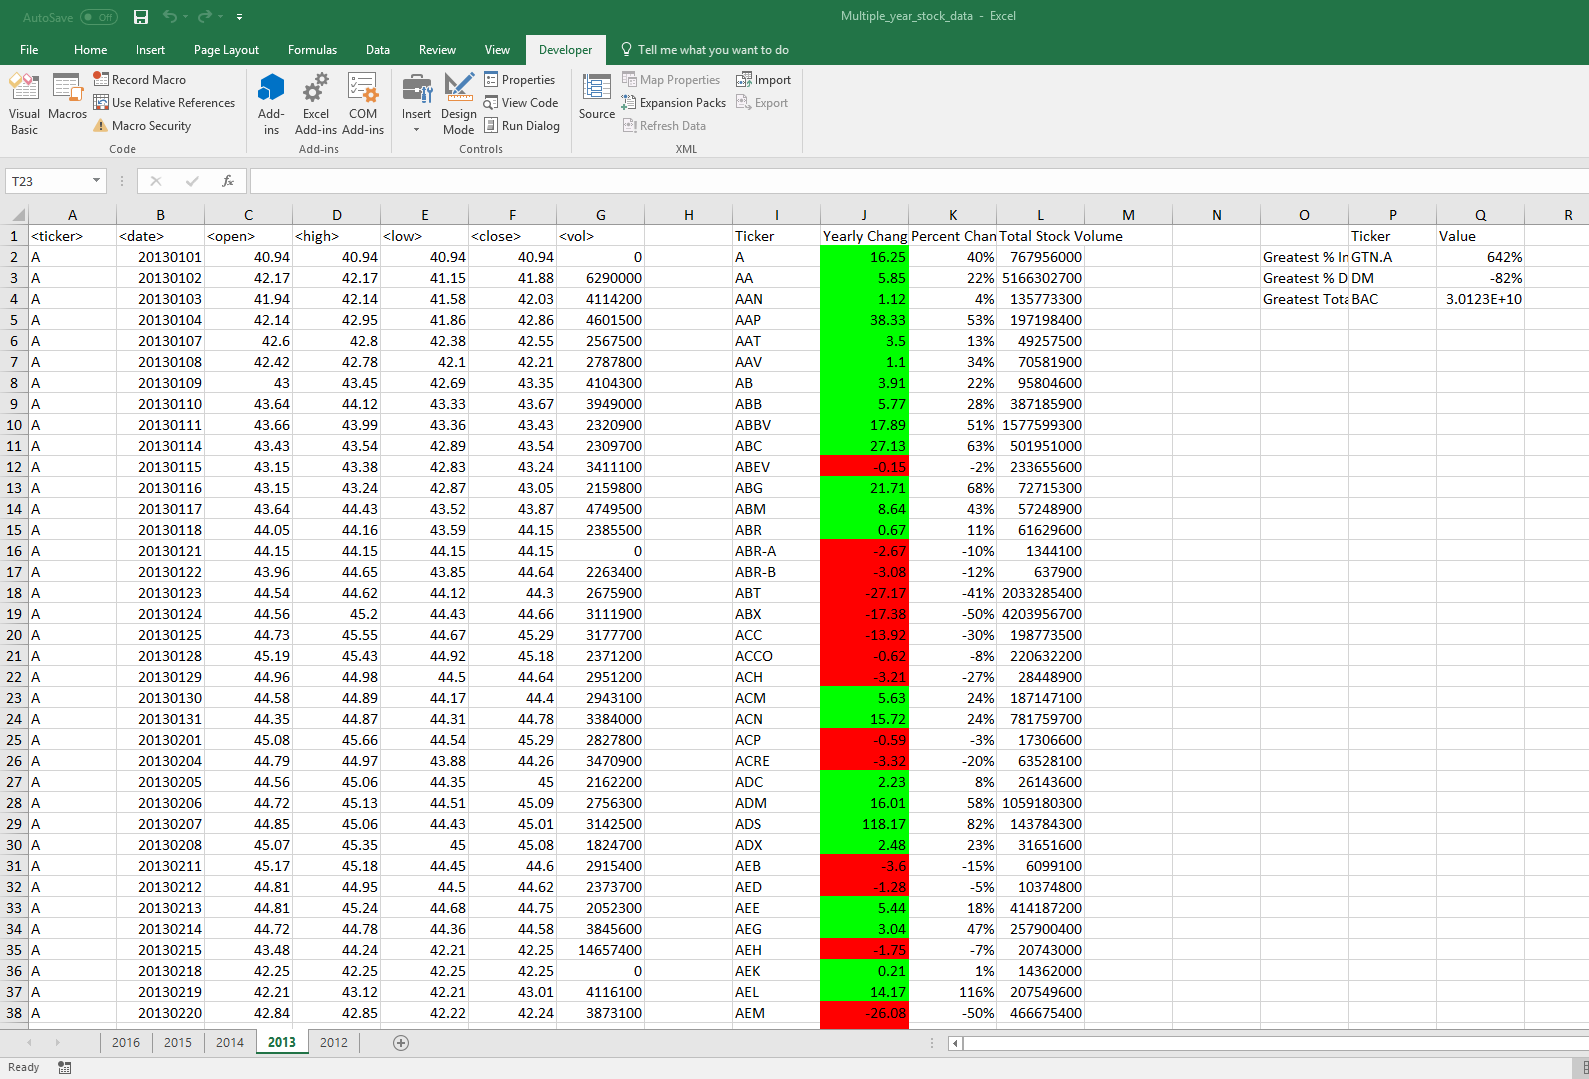 AutoSave Off Multiple_year_stock_data - Excel
File Home Insert Page Layout Formulas Data Review View Developer Tell me what you want to do
Visual Basic Macros Record Macro Use Relative References Macro Security Add-ins Excel Add-ins COM Add-ins Insert Design Mode Properties View Code Run Dialog Source Map Properties Expansion Packs Refresh Data Import Export
Code Add-ins Controls XML
T23 fx
A B C D E F G H I J K L M N O P Q R
1 <ticker> <date> <open> <high> <low> <close> <vol> Ticker Yearly Chang Percent Chan Total Stock Volume Ticker Value
2 A 20130101 40.94 40.94 40.94 40.94 0 A 16.25 40% 767956000 Greatest % In GTN.A 642%
3 A 20130102 42.17 42.17 41.15 41.88 6290000 AA 5.85 22% 5166302700 Greatest % D DM -82%
4 A 20130103 41.94 42.14 41.58 42.03 4114200 AAN 1.12 4% 135773300 Greatest Tota BAC 3.0123E+10
5 A 20130104 42.14 42.95 41.86 42.86 4601500 AAP 38.33 53% 197198400
6 A 20130107 42.6 42.8 42.38 42.55 2567500 AAT 3.5 13% 49257500
7 A 20130108 42.42 42.78 42.1 42.21 2787800 AAV 1.1 34% 70581900
8 A 20130109 43 43.45 42.69 43.35 4104300 AB 3.91 22% 95804600
9 A 20130110 43.64 44.12 43.33 43.67 3949000 ABB 5.77 28% 387185900
10 A 20130111 43.66 43.99 43.36 43.43 2320900 ABBV 17.89 51% 1577599300
11 A 20130114 43.43 43.54 42.89 43.54 2309700 ABC 27.13 63% 501951000
12 A 20130115 43.15 43.38 42.83 43.24 3411100 ABEV -0.15 -2% 233655600
13 A 20130116 43.15 43.24 42.87 43.05 2159800 ABG 21.71 68% 72715300
14 A 20130117 43.64 44.43 43.52 43.87 4749500 ABM 8.64 43% 57248900
15 A 20130118 44.05 44.16 43.59 44.15 2385500 ABR 0.67 11% 61629600
16 A 20130121 44.15 44.15 44.15 44.15 0 ABR-A -2.67 -10% 1344100
17 A 20130122 43.96 44.65 43.85 44.64 2263400 ABR-B -3.08 -12% 637900
18 A 20130123 44.54 44.62 44.12 44.3 2675900 ABT -27.17 -41% 2033285400
19 A 20130124 44.56 45.2 44.43 44.66 3111900 ABX -17.38 -50% 4203956700
20 A 20130125 44.73 45.55 44.67 45.29 3177700 ACC -13.92 -30% 198773500
21 A 20130128 45.19 45.43 44.92 45.18 2371200 ACCO -0.62 -8% 220632200
22 A 20130129 44.96 44.98 44.5 44.64 2951200 ACH -3.21 -27% 28448900
23 A 20130130 44.58 44.89 44.17 44.4 2943100 ACM 5.63 24% 187147100
24 A 20130131 44.35 44.87 44.31 44.78 3384000 ACN 15.72 24% 781759700
25 A 20130201 45.08 45.66 44.54 45.29 2827800 ACP -0.59 -3% 17306600
26 A 20130204 44.79 44.97 43.88 44.26 3470900 ACRE -3.32 -20% 63528100
27 A 20130205 44.56 45.06 44.35 45 2162200 ADC 2.23 8% 26143600
28 A 20130206 44.72 45.13 44.51 45.09 2756300 ADM 16.01 58% 1059180300
29 A 20130207 44.85 45.06 44.43 45.01 3142500 ADS 118.17 82% 143784300
30 A 20130208 45.07 45.35 45 45.08 1824700 ADX 2.48 23% 31651600
31 A 20130211 45.17 45.18 44.45 44.6 2915400 AEB -3.6 -15% 6099100
32 A 20130212 44.81 44.95 44.5 44.62 2373700 AED -1.28 -5% 10374800
33 A 20130213 44.81 45.24 44.68 44.75 2052300 AEE 5.44 18% 414187200
34 A 20130214 44.72 44.78 44.36 44.58 3845600 AEG 3.04 47% 257900400
35 A 20130215 43.48 44.24 42.21 42.25 14657400 AEH -1.75 -7% 20743000
36 A 20130218 42.25 42.25 42.25 42.25 0 AEK 0.21 1% 14362000
37 A 20130219 42.21 43.12 42.21 43.01 4116100 AEL 14.17 116% 207549600
38 A 20130220 42.84 42.85 42.22 42.24 3873100 AEM -26.08 -50% 466675400
2016 2015 2014 2013 2012
Ready